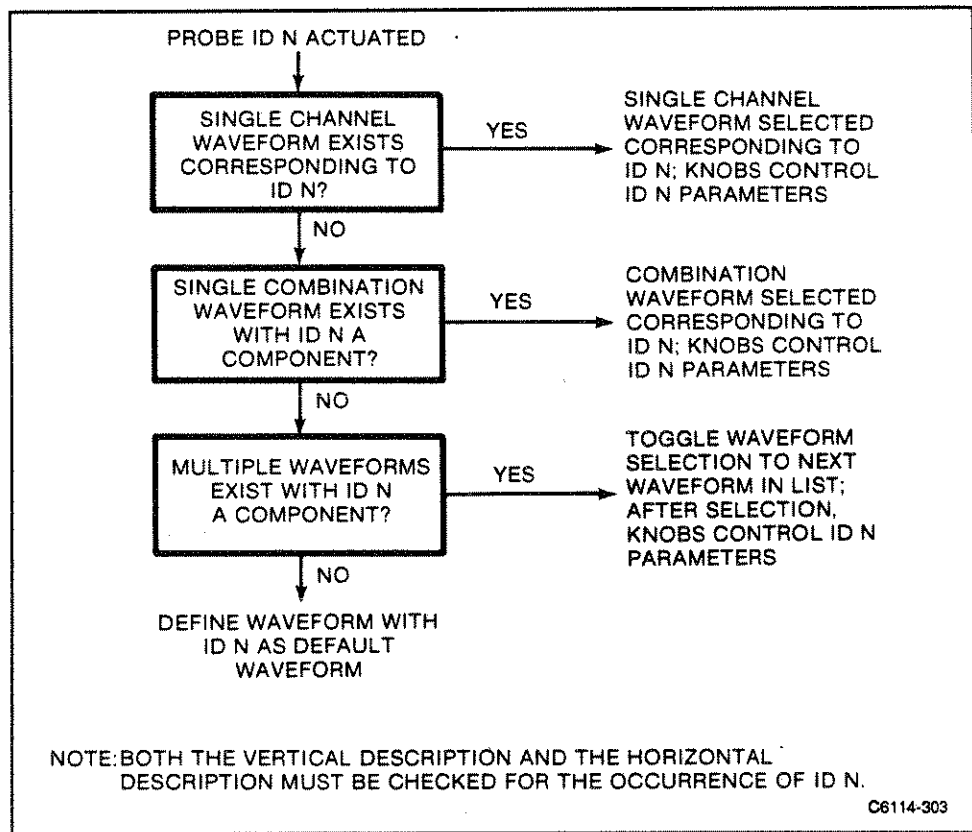 PROBE ID N ACTUATED
SINGLE CHANNEL
WAVEFORM EXISTS
CORRESPONDING TO
ID N?
YES
SINGLE CHANNEL
WAVEFORM SELECTED
CORRESPONDING TO
ID N; KNOBS CONTROL
ID N PARAMETERS
NO
SINGLE COMBINATION
WAVEFORM EXISTS
WITH ID N A
COMPONENT?
YES
COMBINATION
WAVEFORM SELECTED
CORRESPONDING TO
ID N; KNOBS CONTROL
ID N PARAMETERS
NO
MULTIPLE WAVEFORMS
EXIST WITH ID N
A COMPONENT?
YES
TOGGLE WAVEFORM
SELECTION TO NEXT
WAVEFORM IN LIST;
AFTER SELECTION,
KNOBS CONTROL ID N
PARAMETERS
NO
DEFINE WAVEFORM WITH
ID N AS DEFAULT
WAVEFORM
NOTE: BOTH THE VERTICAL DESCRIPTION AND THE HORIZONTAL
DESCRIPTION MUST BE CHECKED FOR THE OCCURRENCE OF ID N.
C6114-303